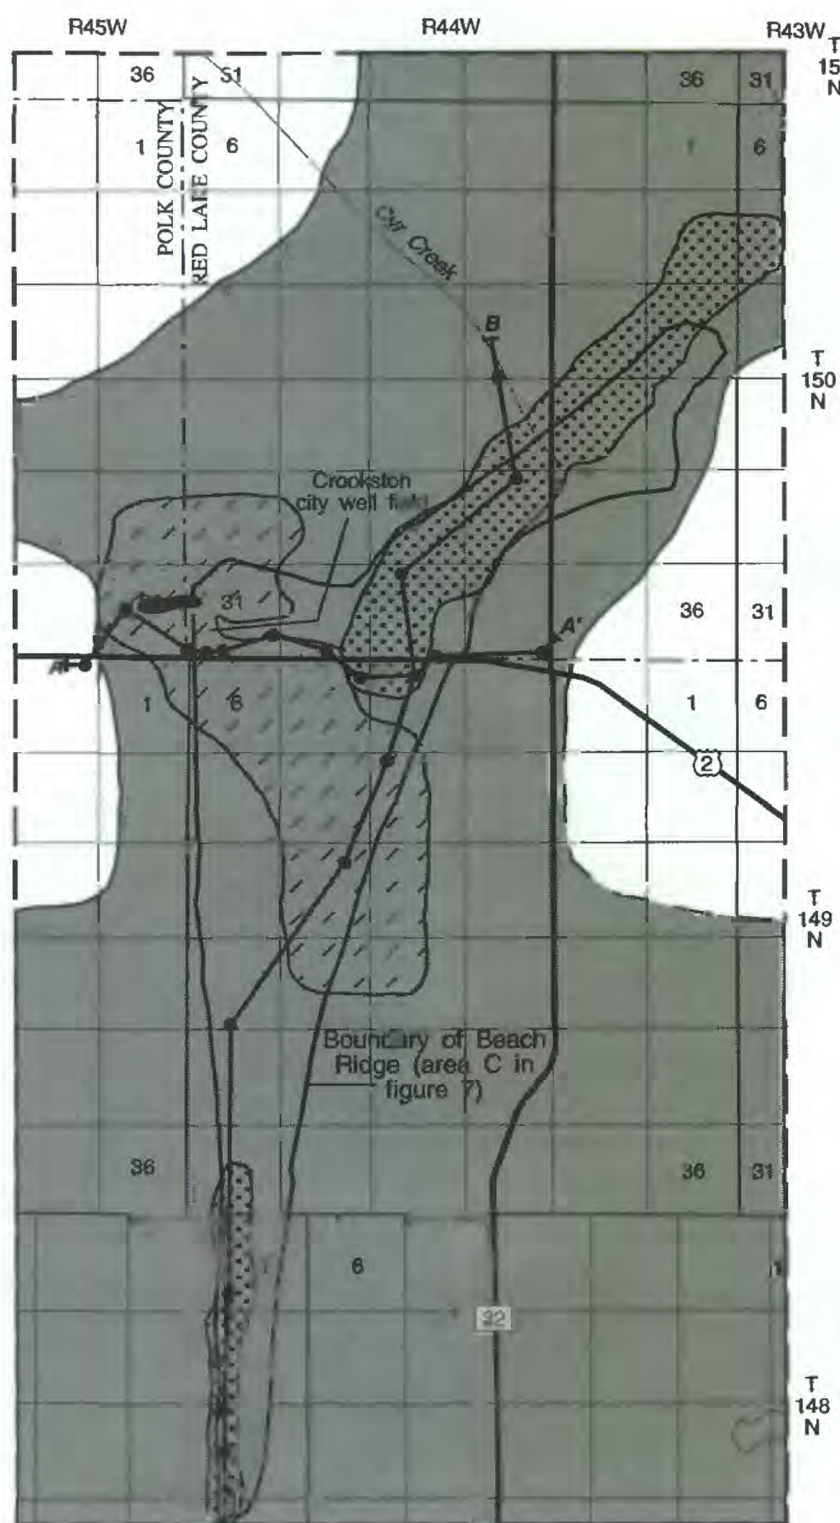 R45W R44W R43W
T
15
N
36 51 36 31
1 6 1 6
POLK COUNTY
RED LAKE COUNTY
Cyr Creek
B
T
150
N
Crookston
city well field
31 36 31
A A'
1 6 1 6
2
T
149
N
Boundary of Beach
Ridge (area C in
figure 7)
36 36 31
6 1
32
T
148
N